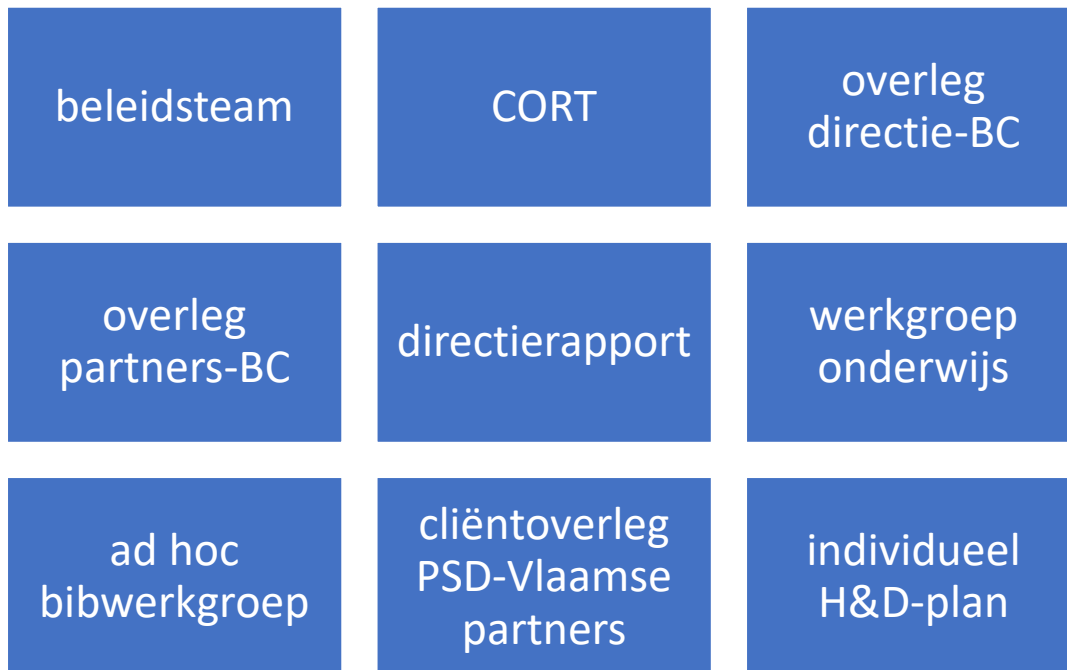 beleidsteam
CORT
overleg
directie-BC
overleg
partners-BC
directierapport
werkgroep
onderwijs
ad hoc
bibwerkgroep
cliëntoverleg
PSD-Vlaamse
partners
individueel
H&D-plan